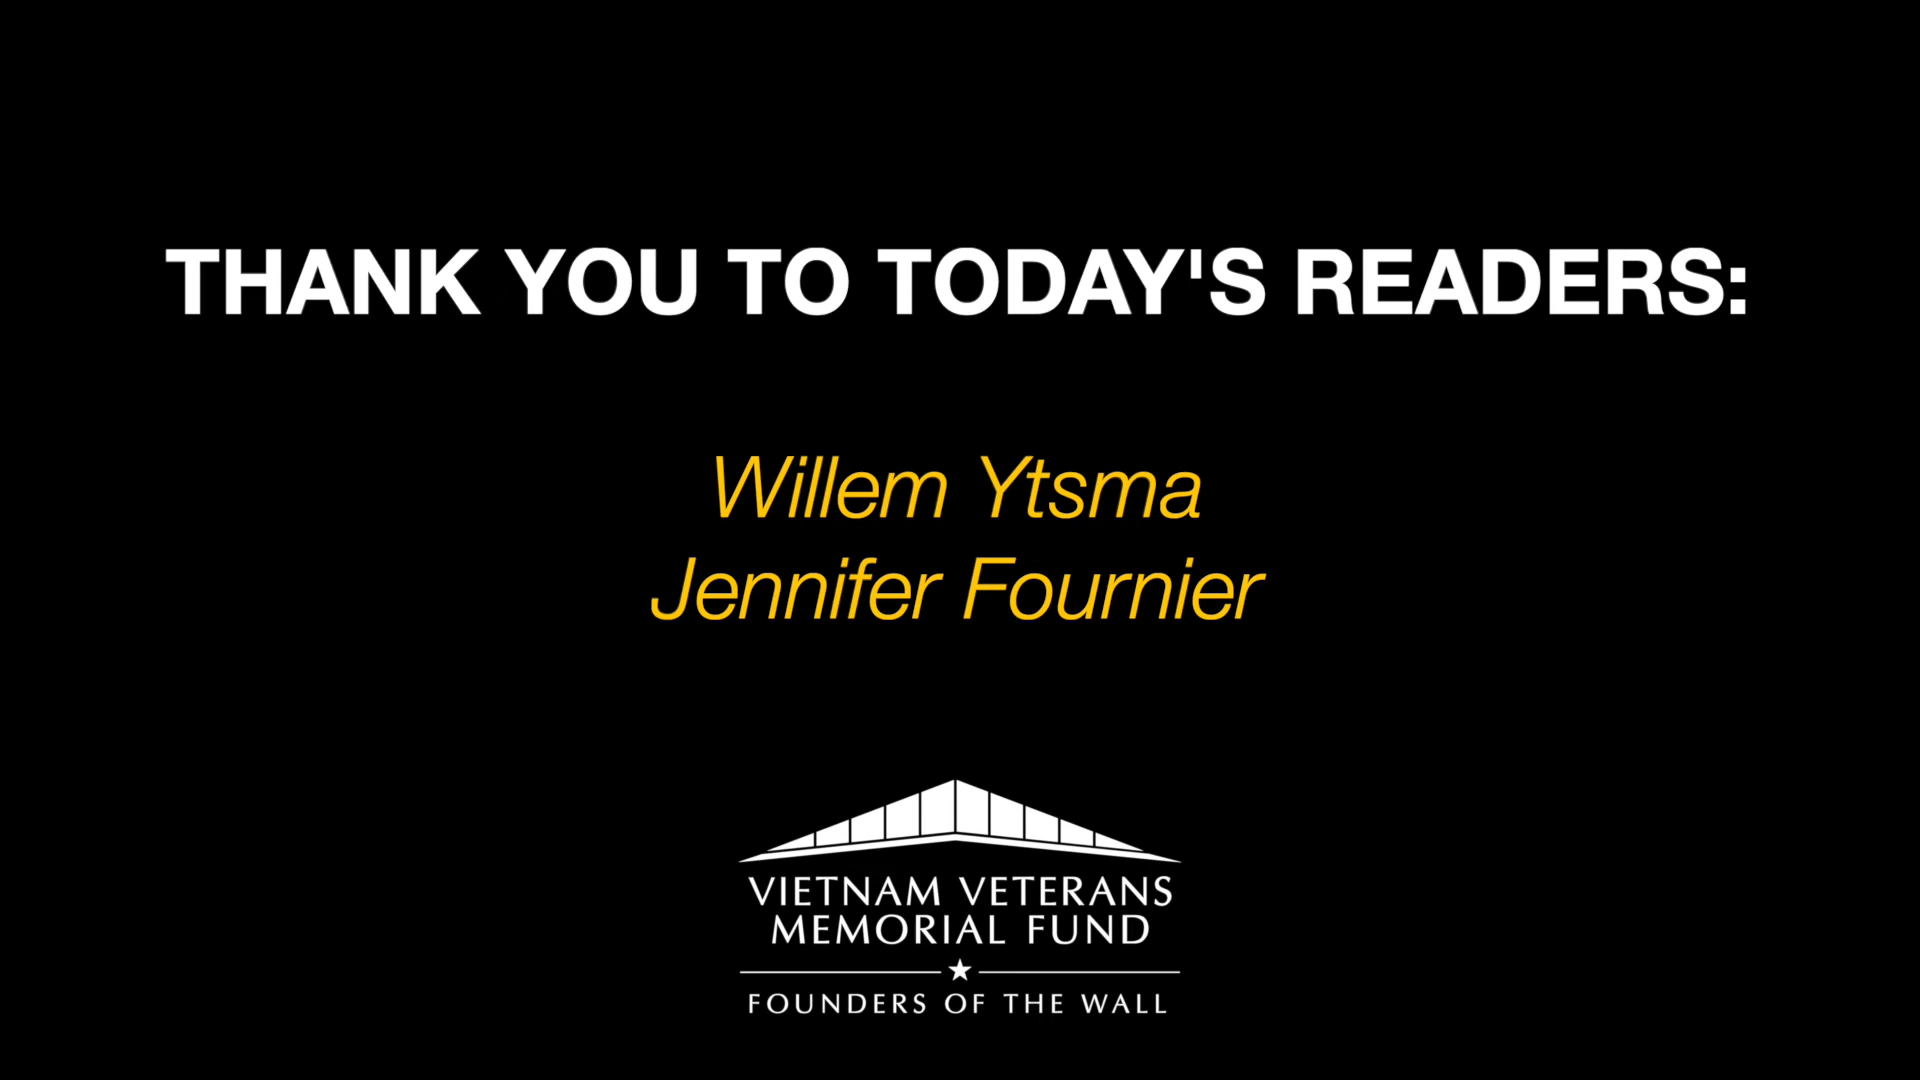 THANK YOU TO TODAY'S READERS:
Willem Ytsma
Jennifer Fournier
VIETNAM VETERANS
MEMORIAL FUND
FOUNDERS OF THE WALL